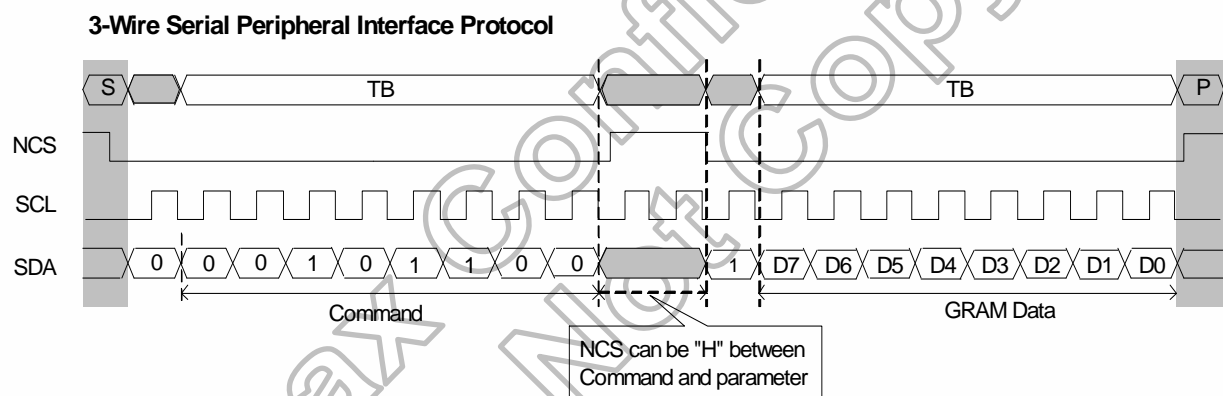 3-Wire Serial Peripheral Interface Protocol
S TB TB P
NCS
SCL
SDA 0 0 0 1 0 1 1 0 0 1 D7 D6 D5 D4 D3 D2 D1 D0
Command GRAM Data
NCS can be "H" between
Command and parameter
Not Copy